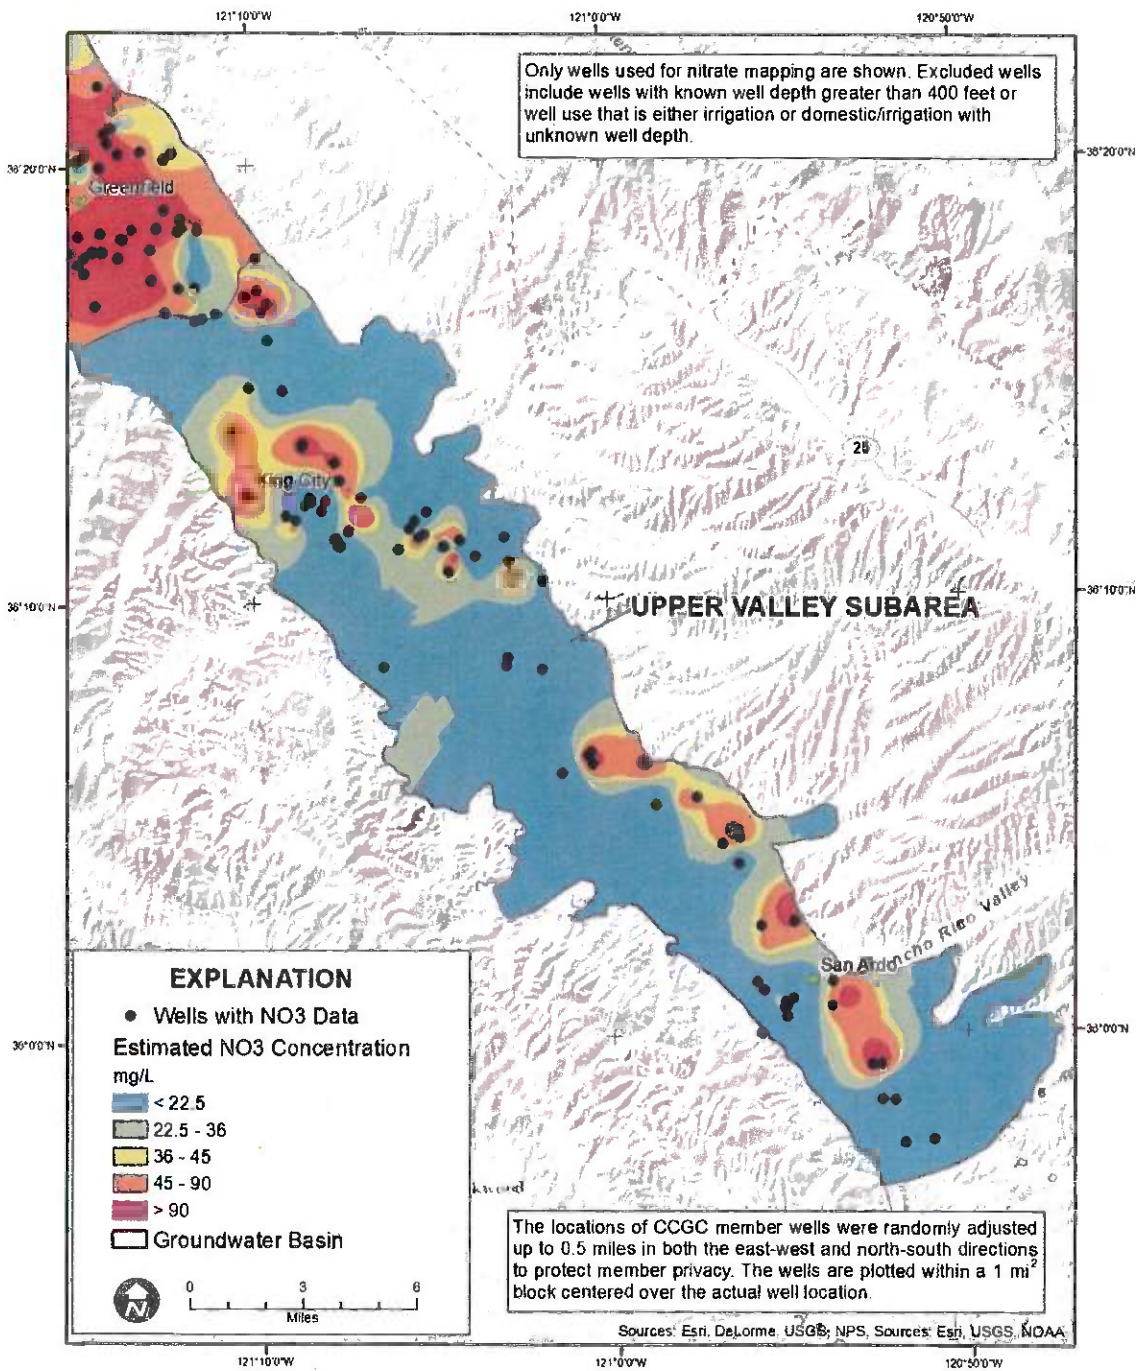 121°10'0"W
121°0'0"W
120°50'0"W
Only wells used for nitrate mapping are shown. Excluded wells
include wells with known well depth greater than 400 feet or
well use that is either irrigation or domestic/irrigation with
unknown well depth.
36°20'0"N
36°20'0"N
Greenfield
25
King City
36°10'0"N
36°10'0"N
UPPER VALLEY SUBAREA
San Ardo
ncho Rico Valley
36°0'0"N
36°0'0"N
EXPLANATION
Wells with NO3 Data
Estimated NO3 Concentration
mg/L
< 22.5
22.5 - 36
36 - 45
45 - 90
> 90
Groundwater Basin
N
0 3 6
Miles
The locations of CCGC member wells were randomly adjusted
up to 0.5 miles in both the east-west and north-south directions
to protect member privacy. The wells are plotted within a 1 mi²
block centered over the actual well location.
Sources: Esri, DeLorme, USGS, NPS, Sources: Esri, USGS, NOAA
121°10'0"W
121°0'0"W
120°50'0"W